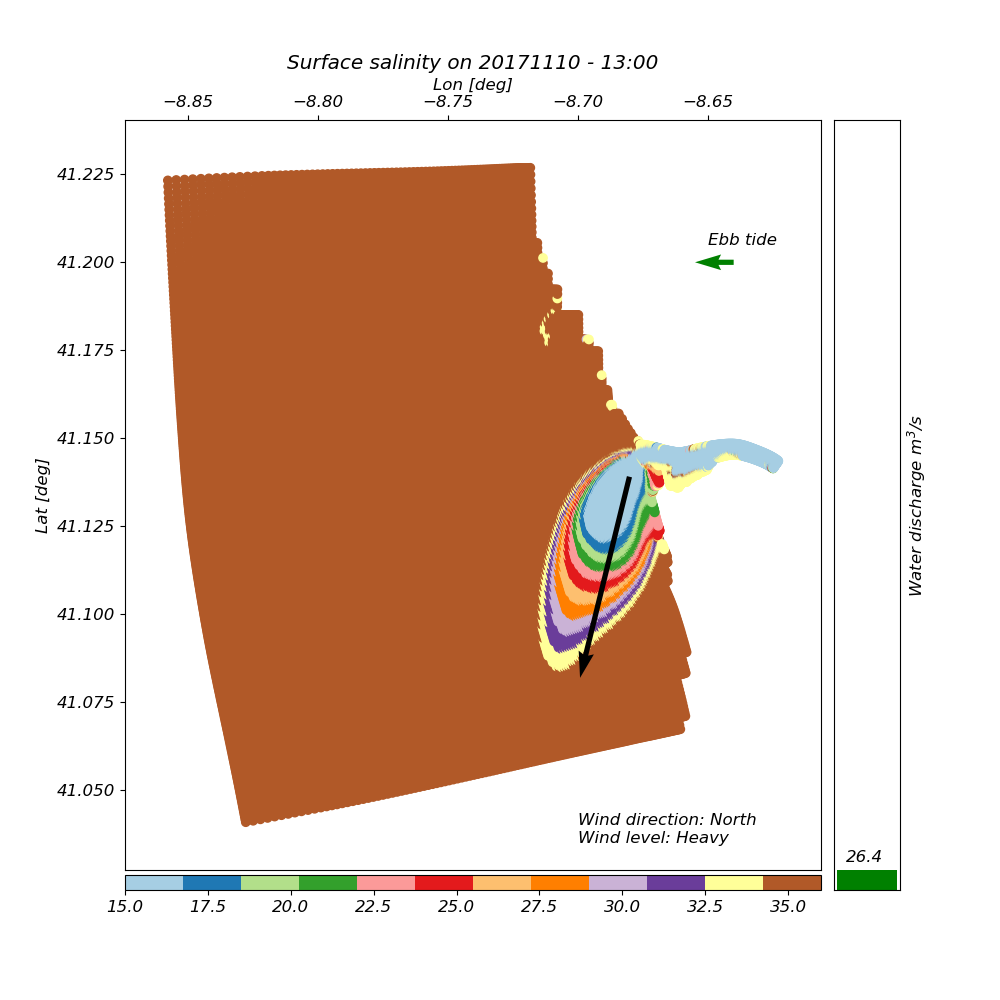 Surface salinity on 20171110 - 13:00
Lon [deg]
−8.85 −8.80 −8.75 −8.70 −8.65
41.225
41.200
41.175
41.150
41.125
41.100
41.075
41.050
Lat [deg]
Ebb tide
Wind direction: North
Wind level: Heavy
15.0 17.5 20.0 22.5 25.0 27.5 30.0 32.5 35.0
26.4
Water discharge m³/s